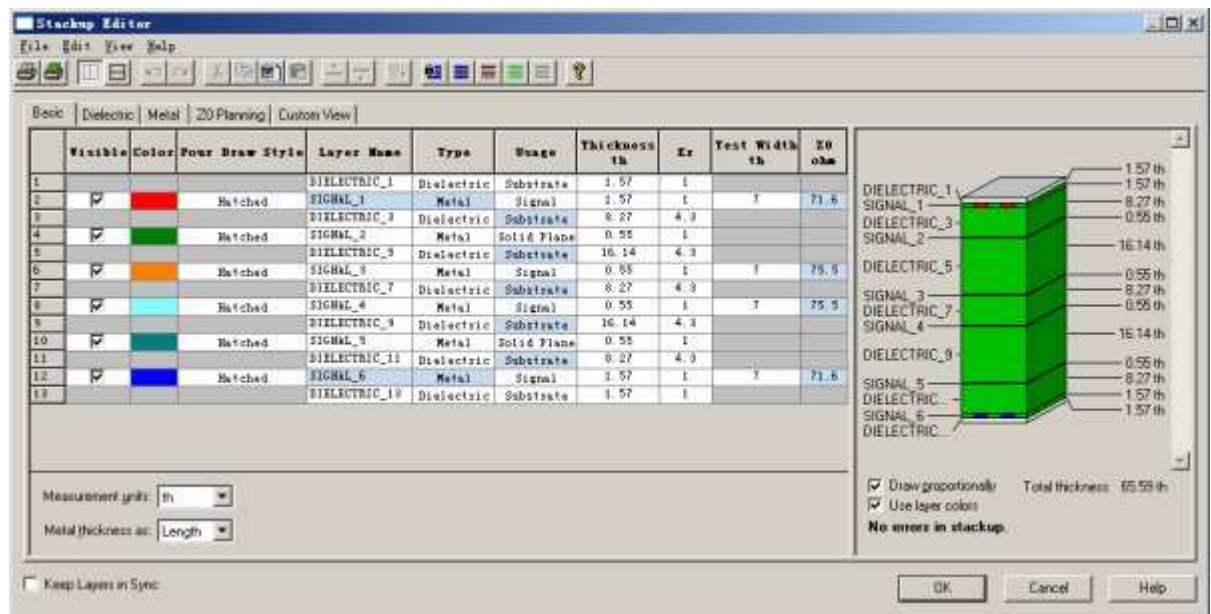 Stackup Editor
File Edit View Help
Basic Dielectric Metal Z0 Planning Custom View
Visible Color Pour Draw Style Layer Name Type Usage Thickness th Er Test Width th Z0 ohm
1 DIELECTRIC_1 Dielectric Substrate 1.57 1
2 Hatched SIGNAL_1 Metal Signal 1.57 1 7 71.6
3 DIELECTRIC_3 Dielectric Substrate 8.27 4.3
4 Hatched SIGNAL_2 Metal Solid Plane 0.55 1
5 DIELECTRIC_5 Dielectric Substrate 16.14 4.3
6 Hatched SIGNAL_3 Metal Signal 0.55 1 7 75.5
7 DIELECTRIC_7 Dielectric Substrate 8.27 4.3
8 Hatched SIGNAL_4 Metal Signal 0.55 1 7 75.5
9 DIELECTRIC_9 Dielectric Substrate 16.14 4.3
10 Hatched SIGNAL_5 Metal Solid Plane 0.55 1
11 DIELECTRIC_11 Dielectric Substrate 8.27 4.3
12 Hatched SIGNAL_6 Metal Signal 1.57 1 7 71.6
13 DIELECTRIC_13 Dielectric Substrate 1.57 1
DIELECTRIC_1
SIGNAL_1
DIELECTRIC_3
SIGNAL_2
DIELECTRIC_5
SIGNAL_3
DIELECTRIC_7
SIGNAL_4
DIELECTRIC_9
SIGNAL_5
DIELECTRIC...
SIGNAL_6
DIELECTRIC...
1.57 th
1.57 th
8.27 th
0.55 th
16.14 th
0.55 th
8.27 th
0.55 th
16.14 th
0.55 th
8.27 th
1.57 th
1.57 th
Measurement units: th
Metal thickness as: Length
Draw proportionally Total thickness 65.59 th
Use layer colors
No errors in stackup.
Keep Layers in Sync
OK Cancel Help